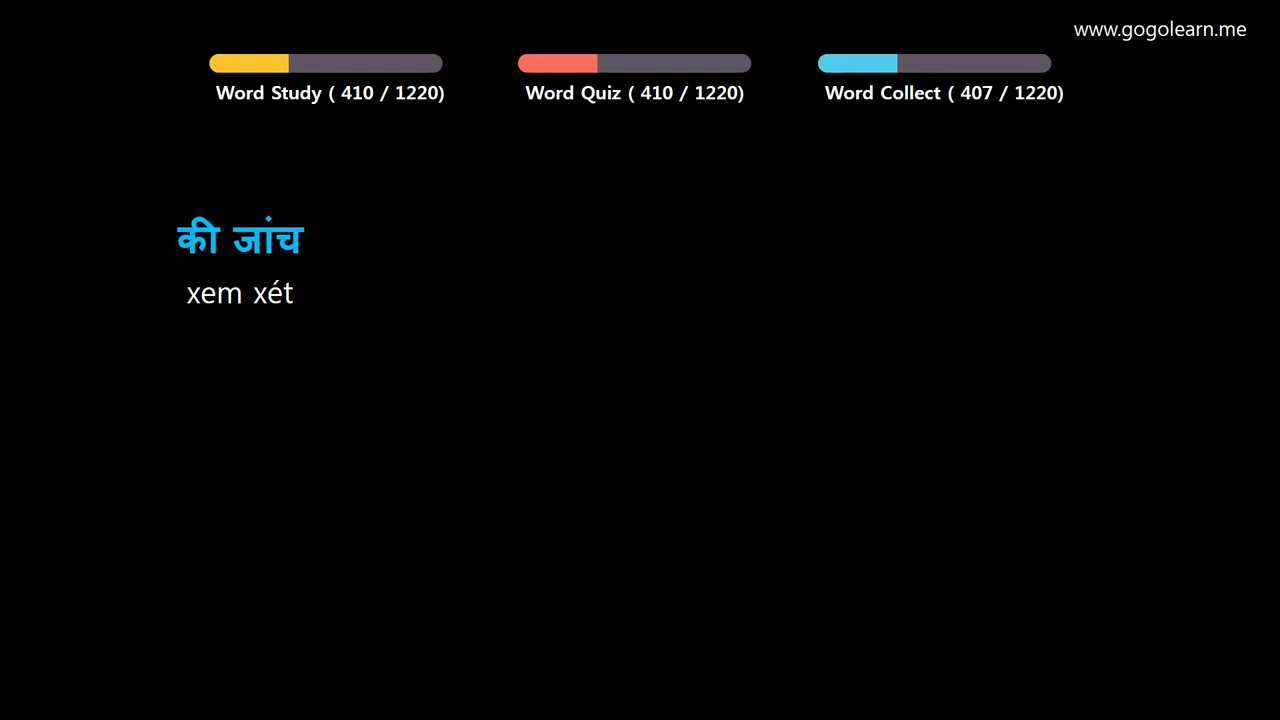 www.gogolearn.me
Word Study ( 410 / 1220)
Word Quiz ( 410 / 1220)
Word Collect ( 407 / 1220)
की जांच
xem xét